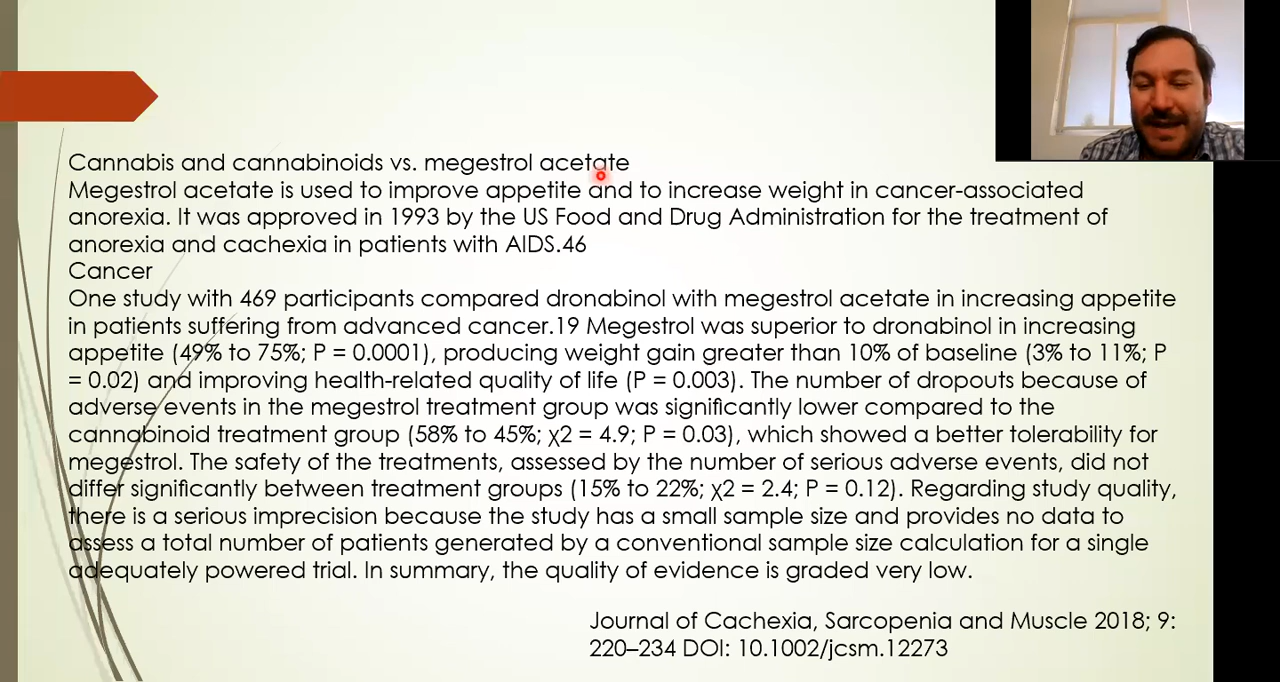 Cannabis and cannabinoids vs. megestrol acetate
Megestrol acetate is used to improve appetite and to increase weight in cancer-associated
anorexia. It was approved in 1993 by the US Food and Drug Administration for the treatment of
anorexia and cachexia in patients with AIDS.46
Cancer
One study with 469 participants compared dronabinol with megestrol acetate in increasing appetite
in patients suffering from advanced cancer.19 Megestrol was superior to dronabinol in increasing
appetite (49% to 75%; P = 0.0001), producing weight gain greater than 10% of baseline (3% to 11%; P
= 0.02) and improving health-related quality of life (P = 0.003). The number of dropouts because of
adverse events in the megestrol treatment group was significantly lower compared to the
cannabinoid treatment group (58% to 45%; χ2 = 4.9; P = 0.03), which showed a better tolerability for
megestrol. The safety of the treatments, assessed by the number of serious adverse events, did not
differ significantly between treatment groups (15% to 22%; χ2 = 2.4; P = 0.12). Regarding study quality,
there is a serious imprecision because the study has a small sample size and provides no data to
assess a total number of patients generated by a conventional sample size calculation for a single
adequately powered trial. In summary, the quality of evidence is graded very low.
Journal of Cachexia, Sarcopenia and Muscle 2018; 9:
220–234 DOI: 10.1002/jcsm.12273